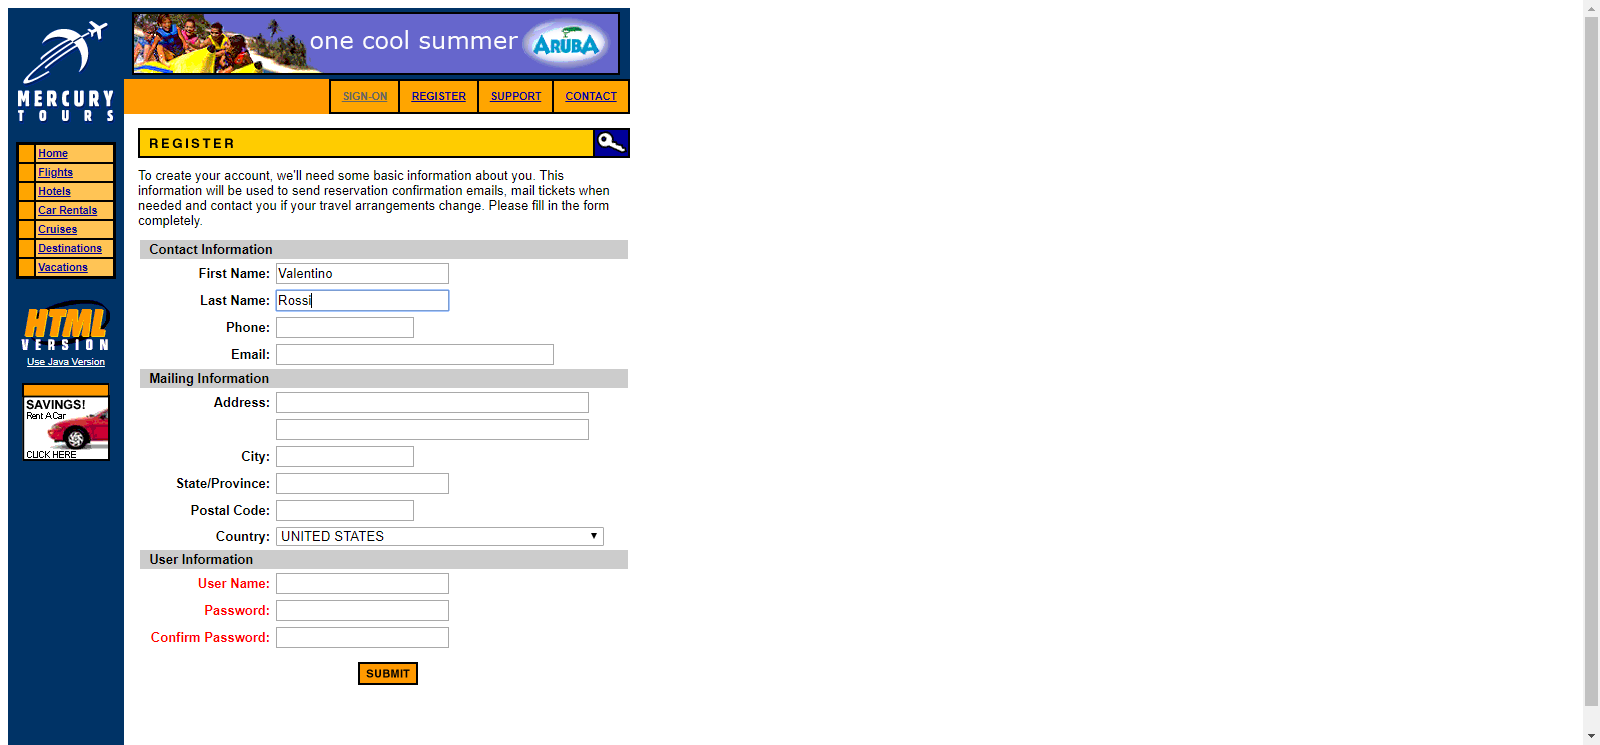 one cool summer
ARUBA
MERCURY
TOURS
SIGN-ON
REGISTER
SUPPORT
CONTACT
REGISTER
To create your account, we'll need some basic information about you. This
information will be used to send reservation confirmation emails, mail tickets when
needed and contact you if your travel arrangements change. Please fill in the form
completely.
Home
Flights
Hotels
Car Rentals
Cruises
Destinations
Vacations
HTML
VERSION
Use Java Version
SAVINGS!
Rent A Car
CLICK HERE
Contact Information
First Name: Valentino
Last Name: Rossi
Phone:
Email:
Mailing Information
Address:
City:
State/Province:
Postal Code:
Country: UNITED STATES
User Information
User Name:
Password:
Confirm Password:
SUBMIT